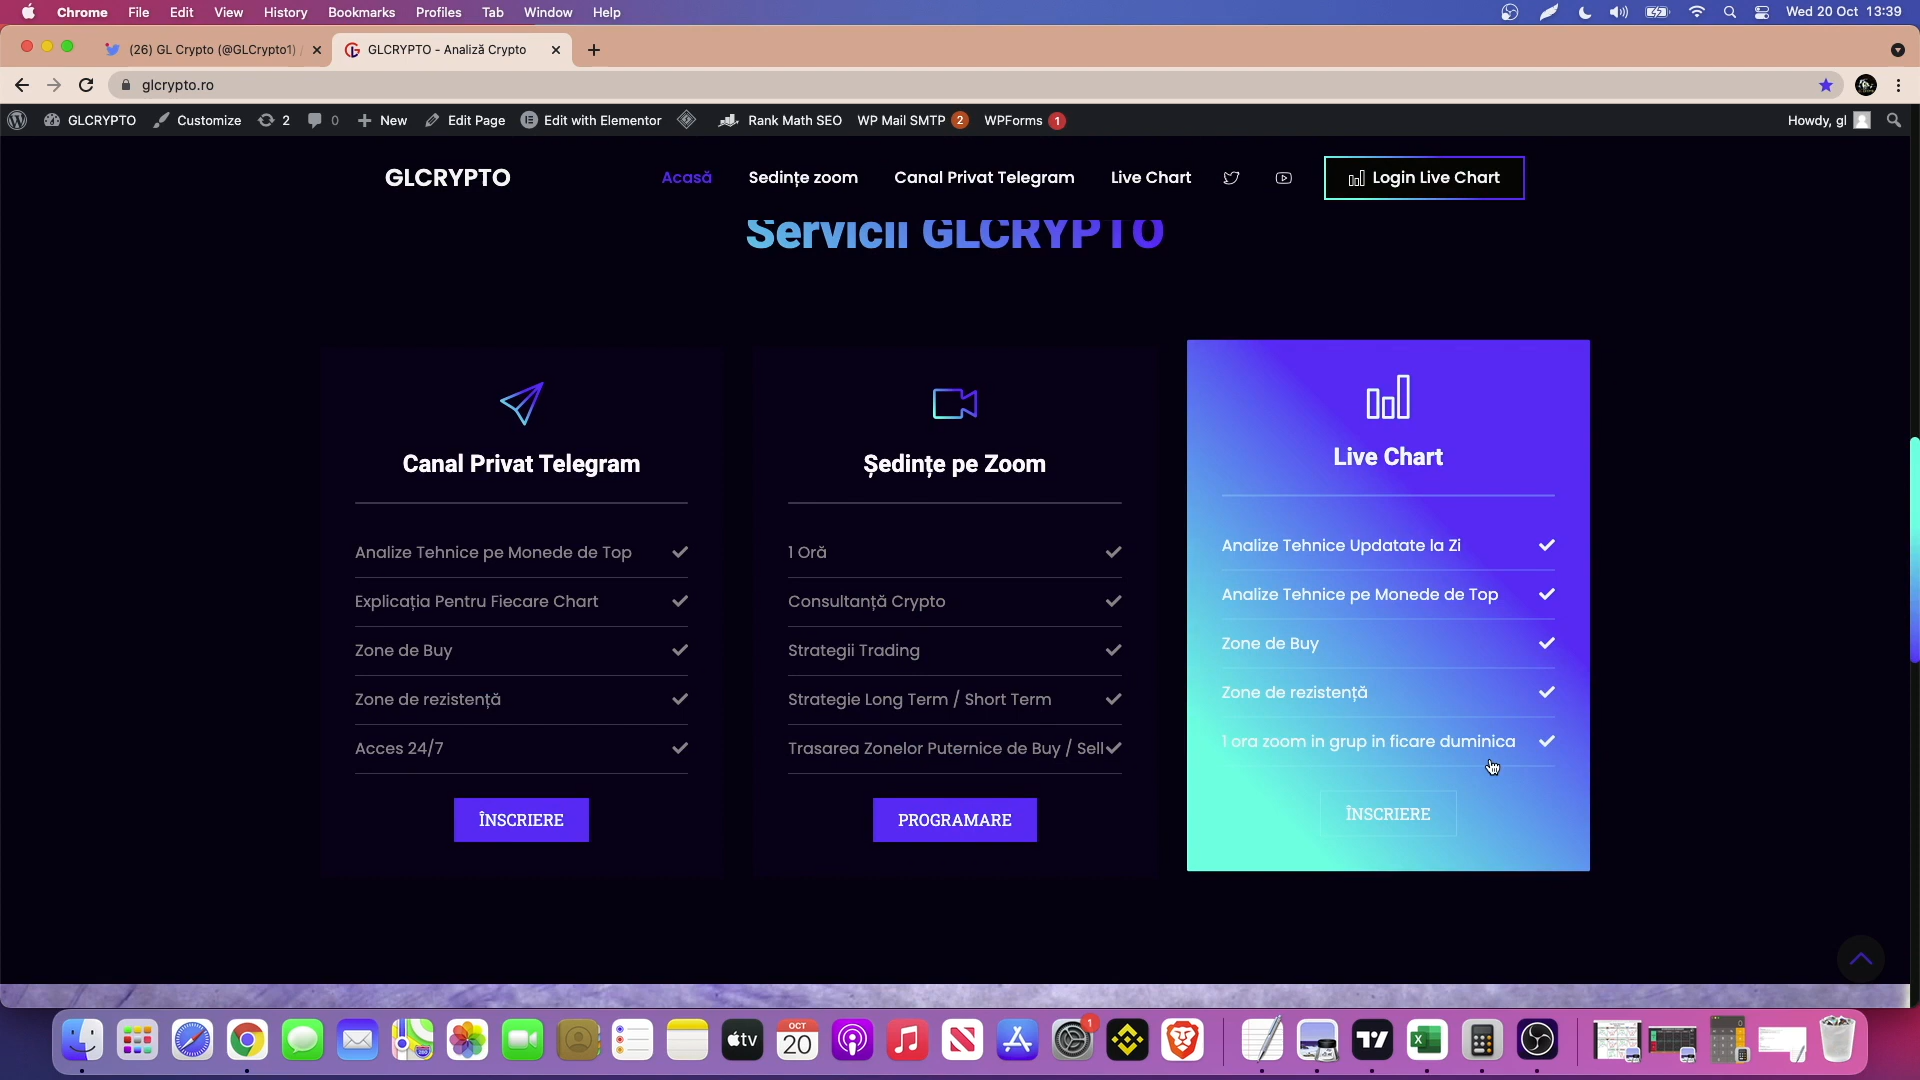 Chrome File Edit View History Bookmarks Profiles Tab Window Help Wed 20 Oct 13:39
(26) GL Crypto (@GLCrypto1) GLCRYPTO - Analiză Crypto
glcrypto.ro
GLCRYPTO Customize 2 0 New Edit Page Edit with Elementor Rank Math SEO WP Mail SMTP 2 WPForms 1 Howdy, gl
GLCRYPTO Acasă Sedințe zoom Canal Privat Telegram Live Chart Login Live Chart
Servicii GLCRYPTO
Canal Privat Telegram
Analize Tehnice pe Monede de Top
Explicația Pentru Fiecare Chart
Zone de Buy
Zone de rezistență
Acces 24/7
ÎNSCRIERE
Ședințe pe Zoom
1 Oră
Consultanță Crypto
Strategii Trading
Strategie Long Term / Short Term
Trasarea Zonelor Puternice de Buy / Sell
PROGRAMARE
Live Chart
Analize Tehnice Updatate la Zi
Analize Tehnice pe Monede de Top
Zone de Buy
Zone de rezistență
1 ora zoom in grup in ficare duminica
ÎNSCRIERE
tv
OCT
20
1